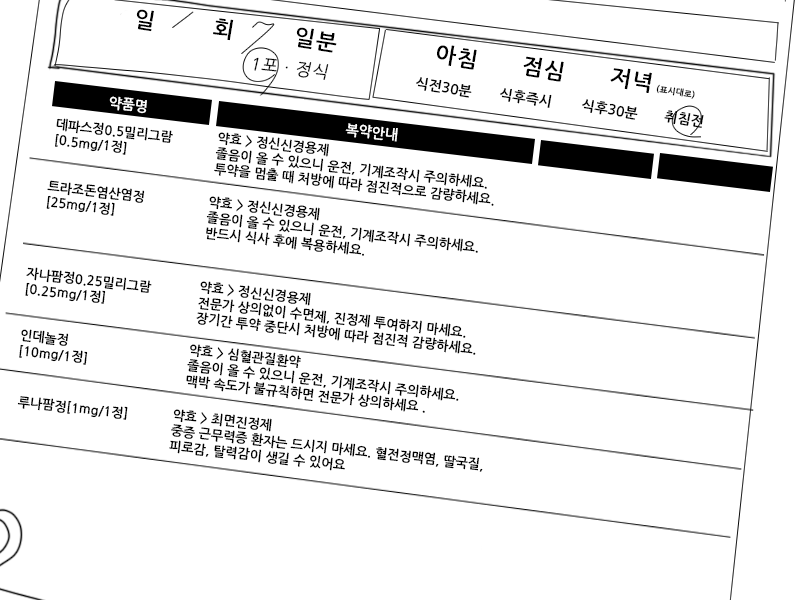 일 / 회 7 일분
1포 · 정식
아침 점심 저녁 (표시대로)
식전30분 식후즉시 식후30분 취침전
약품명 복약안내
데파스정0.5밀리그람
[0.5mg/1정]
약효 > 정신신경용제
졸음이 올 수 있으니 운전, 기계조작시 주의하세요.
투약을 멈출 때 처방에 따라 점진적으로 감량하세요.
트라조돈염산염정
[25mg/1정]
약효 > 정신신경용제
졸음이 올 수 있으니 운전, 기계조작시 주의하세요.
반드시 식사 후에 복용하세요.
자나팜정0.25밀리그람
[0.25mg/1정]
약효 > 정신신경용제
전문가 상의없이 수면제, 진정제 투여하지 마세요.
장기간 투약 중단시 처방에 따라 점진적 감량하세요.
인데놀정
[10mg/1정]
약효 > 심혈관질환약
졸음이 올 수 있으니 운전, 기계조작시 주의하세요.
맥박 속도가 불규칙하면 전문가 상의하세요 .
루나팜정[1mg/1정]
약효 > 최면진정제
중증 근무력증 환자는 드시지 마세요. 혈전정맥염, 딸국질,
피로감, 탈력감이 생길 수 있어요